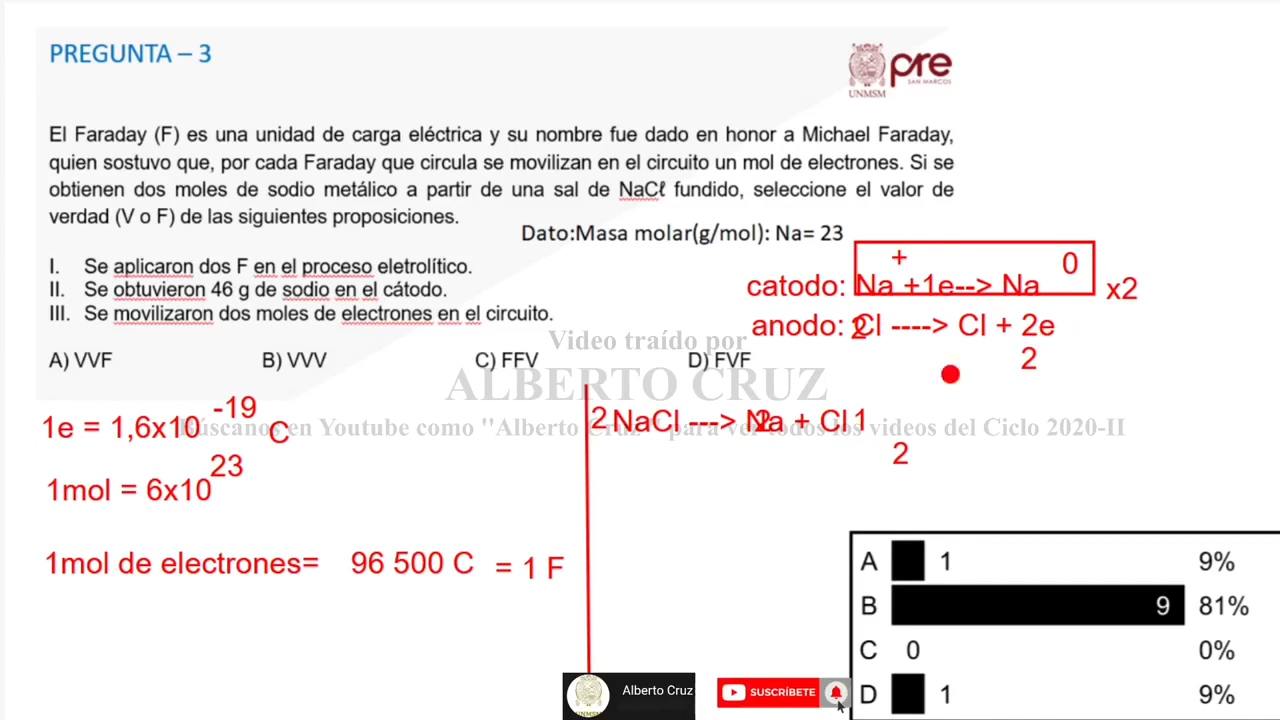 PREGUNTA – 3
pre
SAN MARCOS
UNMSM
El Faraday (F) es una unidad de carga eléctrica y su nombre fue dado en honor a Michael Faraday,
quien sostuvo que, por cada Faraday que circula se movilizan en el circuito un mol de electrones. Si se
obtienen dos moles de sodio metálico a partir de una sal de NaCℓ fundido, seleccione el valor de
verdad (V o F) de las siguientes proposiciones.
Dato:Masa molar(g/mol): Na= 23
I. Se aplicaron dos F en el proceso eletrolítico.
II. Se obtuvieron 46 g de sodio en el cátodo.
III. Se movilizaron dos moles de electrones en el circuito.
A) VVF B) VVV C) FFV D) FVF
+ 0
catodo: Na +1e--> Na x2
anodo: 2Cl ----> Cl + 2e
2
Video traído por
ALBERTO CRUZ
Búscanos en Youtube como "Alberto Cruz" para ver todos los videos del Ciclo 2020-II
-19
1e = 1,6x10 C
23
1mol = 6x10
1mol de electrones= 96 500 C = 1 F
2 NaCl ---> 2Na + Cl 1
2
A 1 9%
B 9 81%
C 0 0%
D 1 9%
UNMSM
Alberto Cruz
SUSCRÍBETE